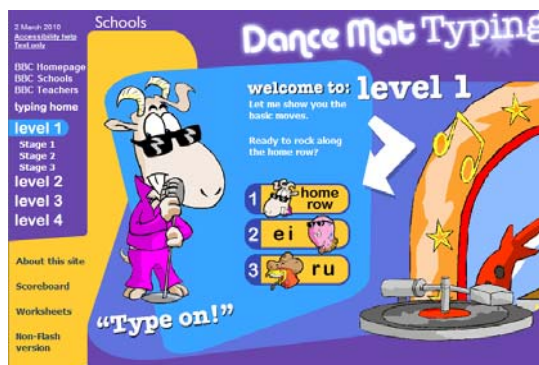 2 March 2010
Accessibility help
Text only
BBC Homepage
BBC Schools
BBC Teachers
typing home
level 1
Stage 1
Stage 2
Stage 3
level 2
level 3
level 4
About this site
Scoreboard
Worksheets
Non-Flash
version
Schools
Dance Mat Typing
welcome to: level 1
Let me show you the
basic moves.
Ready to rock along
the home row?
1 home
row
2 e i
3 r u
“Type on!”